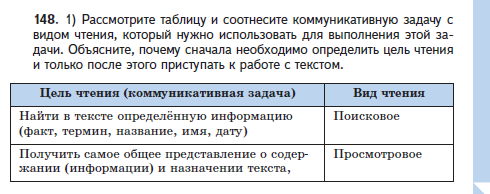 148. 1) Рассмотрите таблицу и соотнесите коммуникативную задачу с
видом чтения, который нужно использовать для выполнения этой за-
дачи. Объясните, почему сначала необходимо определить цель чтения
и только после этого приступать к работе с текстом.
Цель чтения (коммуникативная задача) Вид чтения
Найти в тексте определённую информацию Поисковое
(факт, термин, название, имя, дату)
Получить самое общее представление о содер- Просмотровое
жании (информации) и назначении текста,